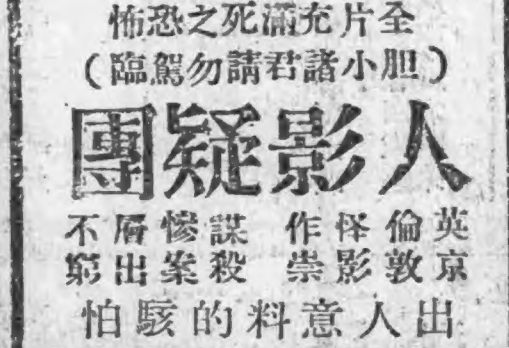 全片充滿死之恐怖
(胆小諸君請勿駕臨)
人影疑團
英京倫敦怪影作祟
謀殺慘案層出不窮
出人意料的駭怕